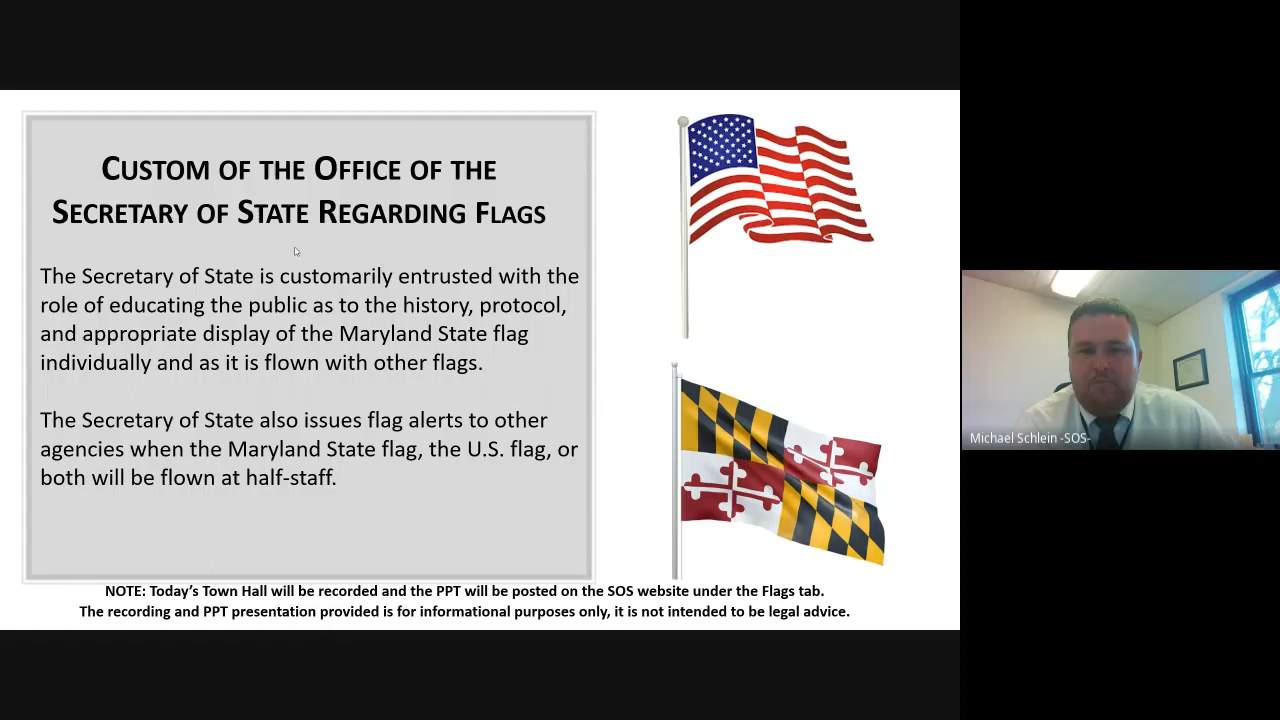 CUSTOM OF THE OFFICE OF THE
SECRETARY OF STATE REGARDING FLAGS
The Secretary of State is customarily entrusted with the
role of educating the public as to the history, protocol,
and appropriate display of the Maryland State flag
individually and as it is flown with other flags.
The Secretary of State also issues flag alerts to other
agencies when the Maryland State flag, the U.S. flag, or
both will be flown at half-staff.
NOTE: Today's Town Hall will be recorded and the PPT will be posted on the SOS website under the Flags tab.
The recording and PPT presentation provided is for informational purposes only, it is not intended to be legal advice.
Michael Schlein -SOS-